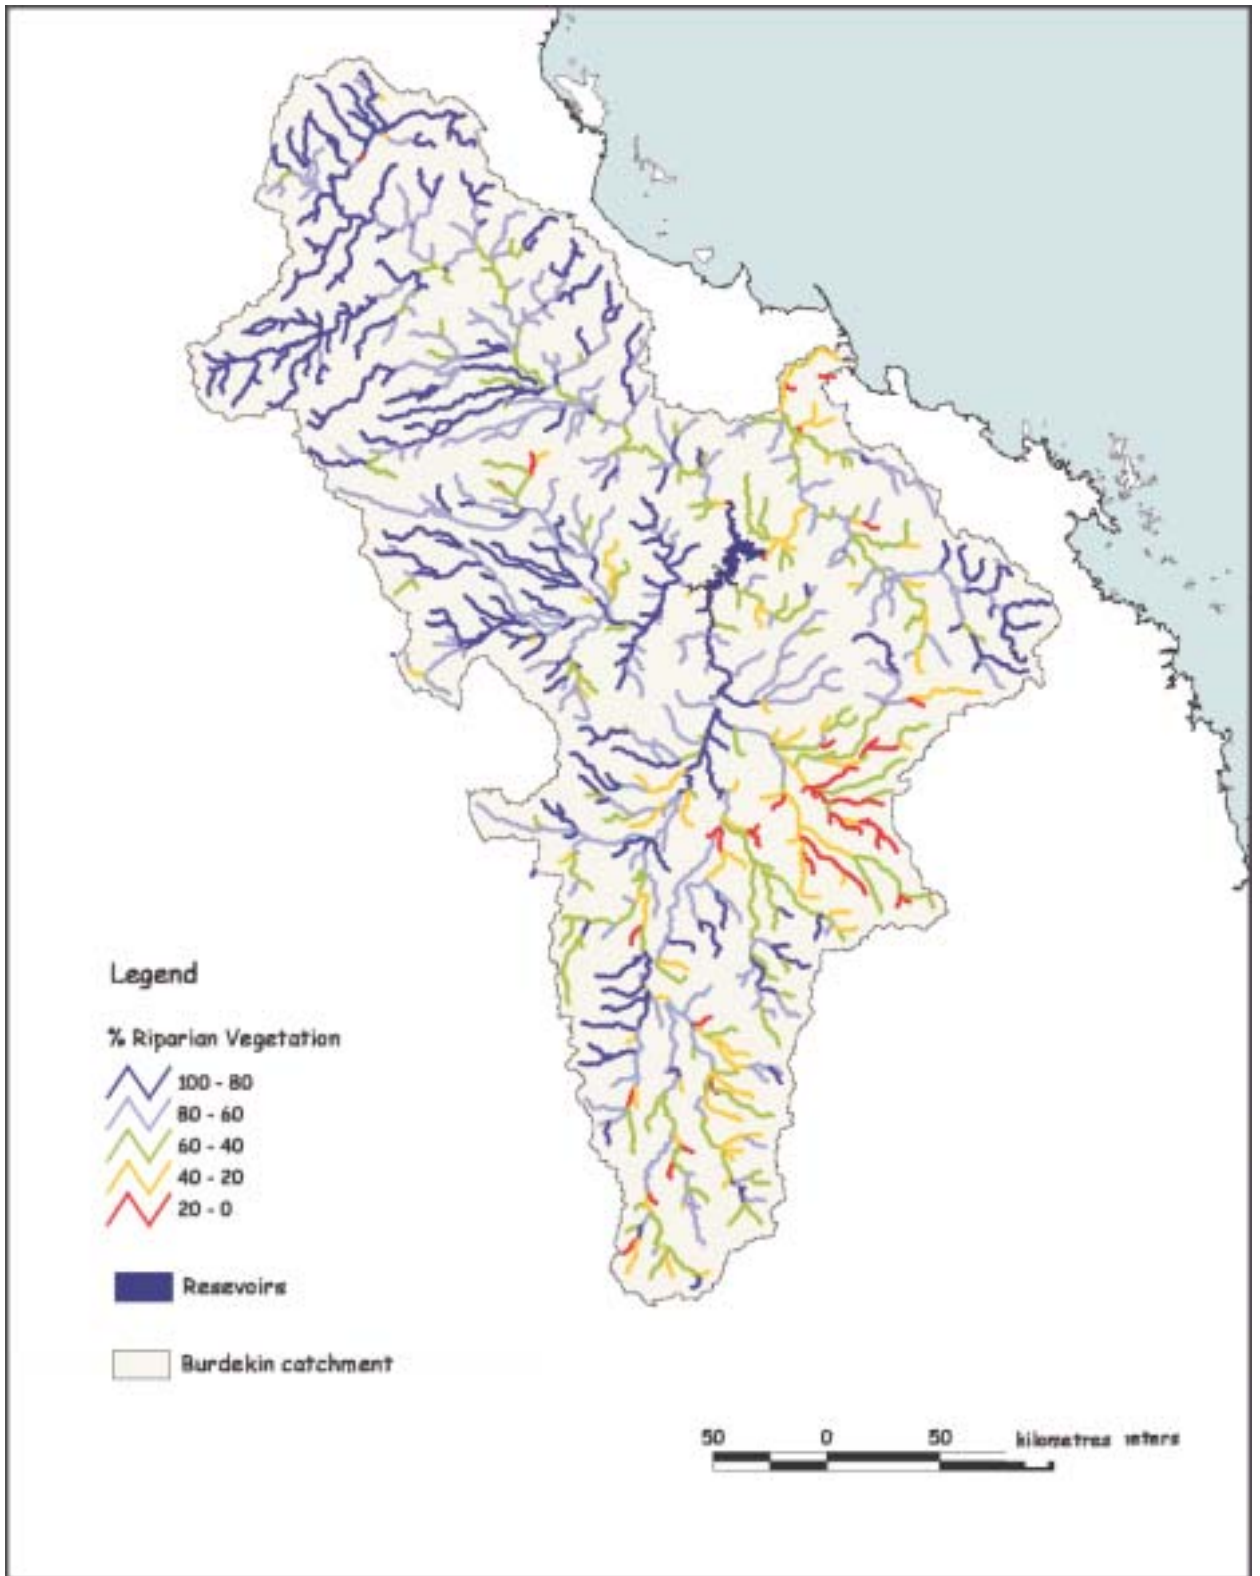 Legend
% Riparian Vegetation
100 - 80
80 - 60
60 - 40
40 - 20
20 - 0
Resevoirs
Burdekin catchment
50 0 50 kilometres meters